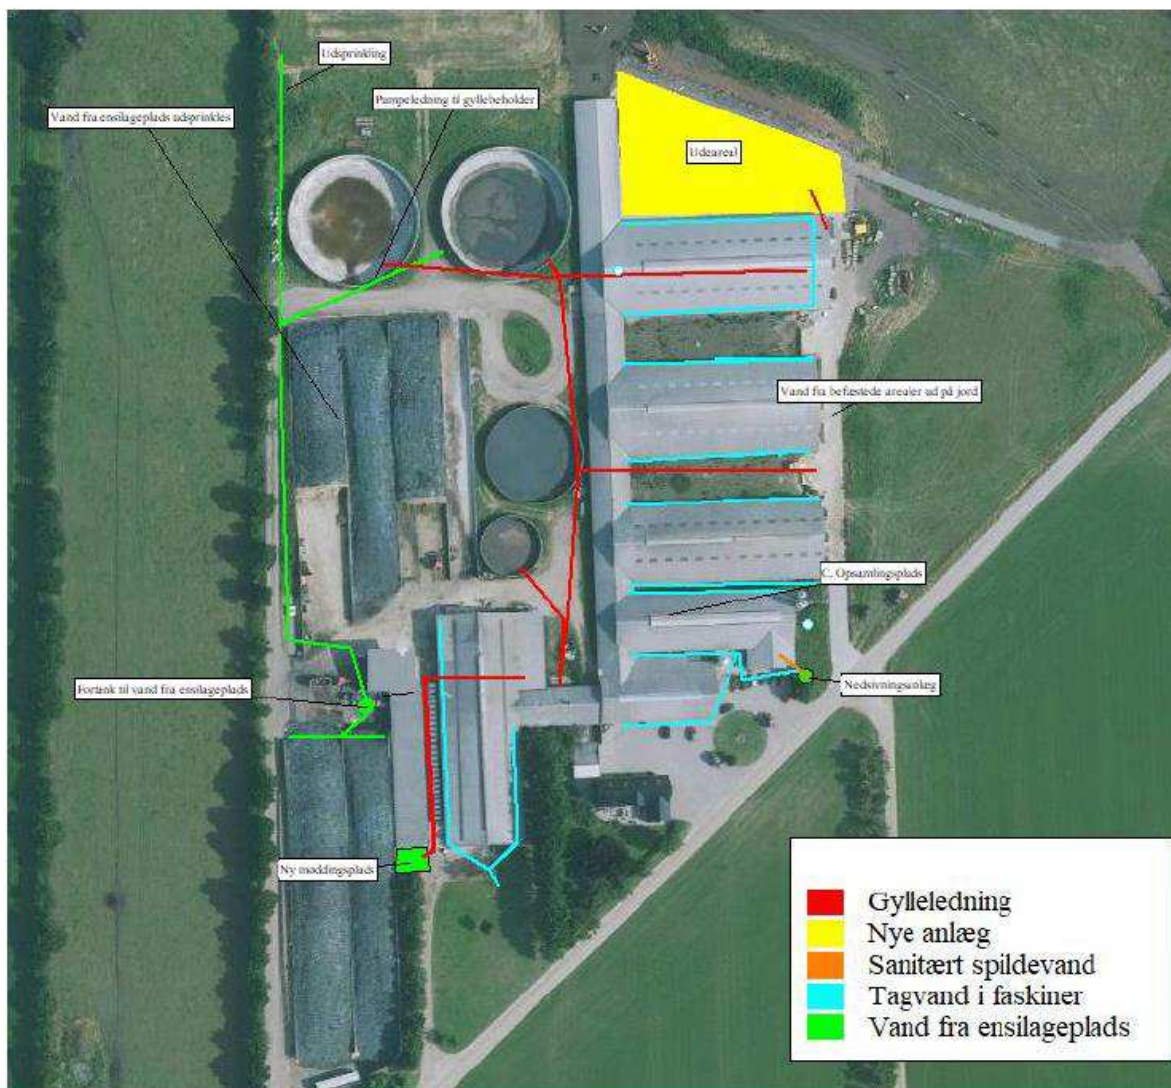 Udsprinkling
Pumpeledning til gyllebeholder
Vand fra ensilageplads udsprinkles
Udeareal
Vand fra befæstede arealer ud på jord
C. Opsamlingsplads
Fortank til vand fra ensilageplads
Nedsivningsanlæg
Ny møddingsplads
Gylleledning
Nye anlæg
Sanitært spildevand
Tagvand i faskiner
Vand fra ensilageplads